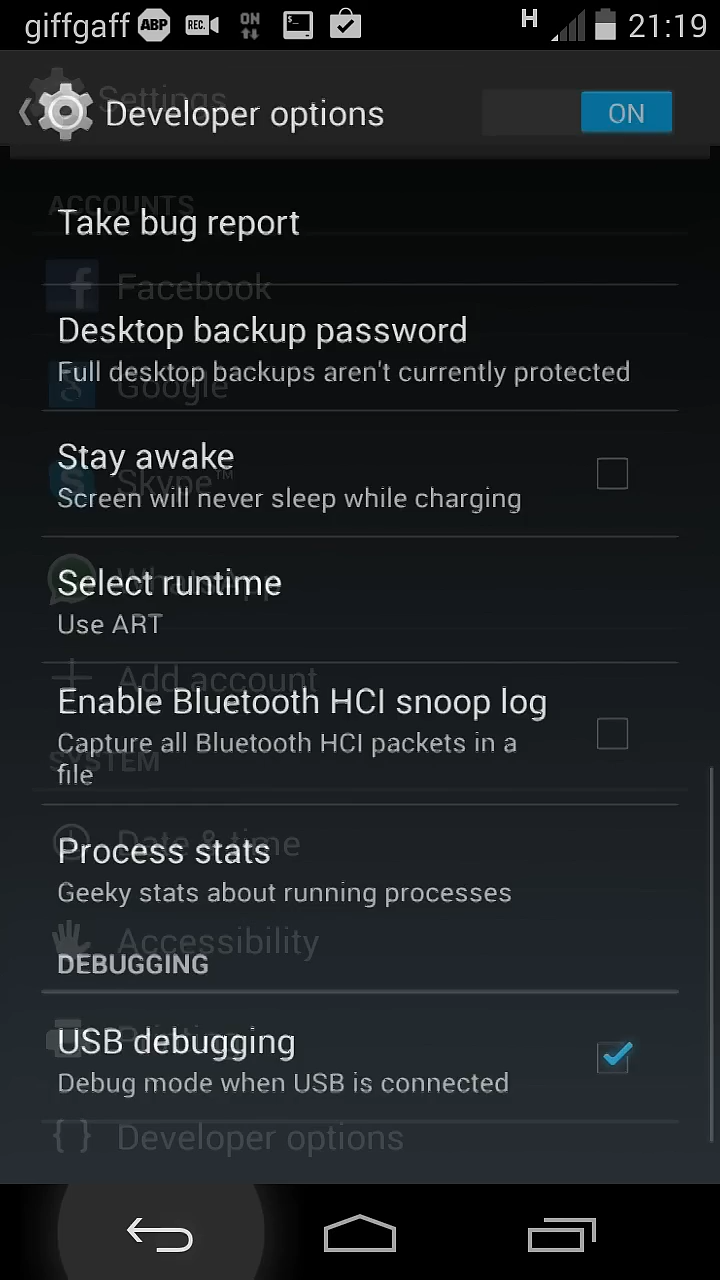 giffgaff ABP REC. ON H 21:19
Settings
Developer options ON
ACCOUNTS
Take bug report
Facebook
Desktop backup password
Full desktop backups aren't currently protected
Google
Stay awake
Skype™
Screen will never sleep while charging
Select runtime
WhatsApp
Use ART
Add account
Enable Bluetooth HCI snoop log
Capture all Bluetooth HCI packets in a
file
SYSTEM
Date & time
Process stats
Geeky stats about running processes
Accessibility
DEBUGGING
USB debugging
Debug mode when USB is connected
{ } Developer options